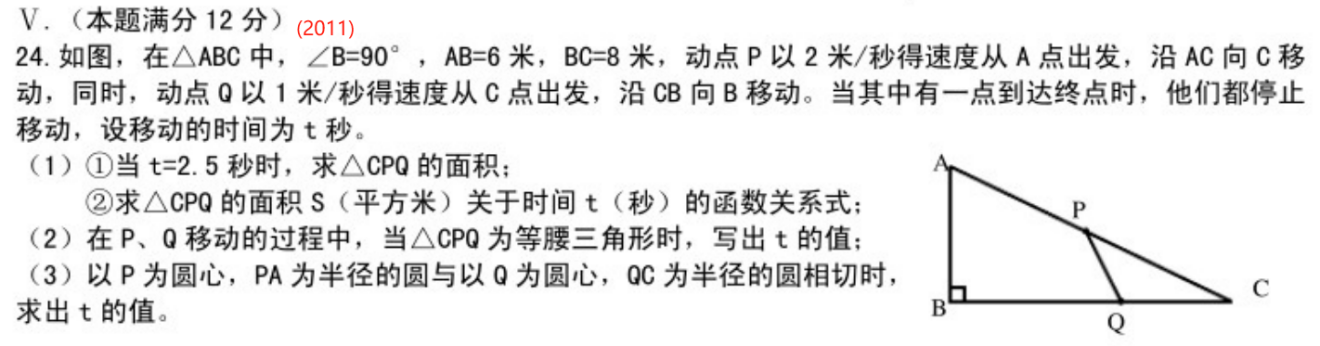 Ⅴ.（本题满分 12 分）(2011)
24. 如图，在△ABC 中，∠B=90°，AB=6 米，BC=8 米，动点 P 以 2 米/秒得速度从 A 点出发，沿 AC 向 C 移
动，同时，动点 Q 以 1 米/秒得速度从 C 点出发，沿 CB 向 B 移动。当其中有一点到达终点时，他们都停止
移动，设移动的时间为 t 秒。
（1）①当 t=2.5 秒时，求△CPQ 的面积；
②求△CPQ 的面积 S（平方米）关于时间 t（秒）的函数关系式；
（2）在 P、Q 移动的过程中，当△CPQ 为等腰三角形时，写出 t 的值；
（3）以 P 为圆心，PA 为半径的圆与以 Q 为圆心，QC 为半径的圆相切时，
求出 t 的值。
A
P
C
B
Q